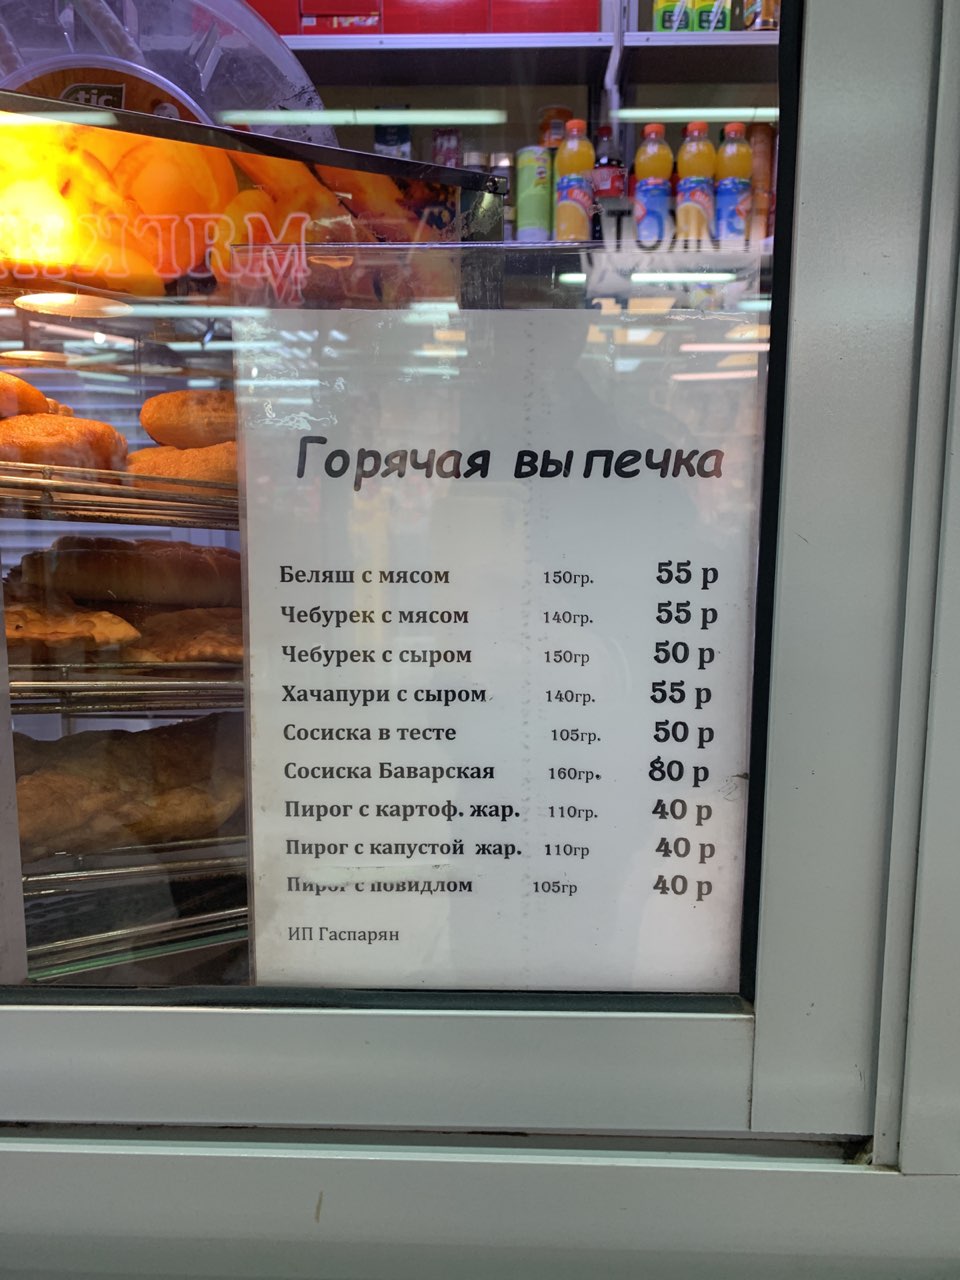 tic
Горячая выпечка
Беляш с мясом 150гр. 55 р
Чебурек с мясом 140гр. 55 р
Чебурек с сыром 150гр 50 р
Хачапури с сыром 140гр. 55 р
Сосиска в тесте 105гр. 50 р
Сосиска Баварская 160гр. 80 р
Пирог с картоф. жар. 110гр. 40 р
Пирог с капустой жар. 110гр 40 р
Пирог с повидлом 105гр 40 р
ИП Гаспарян